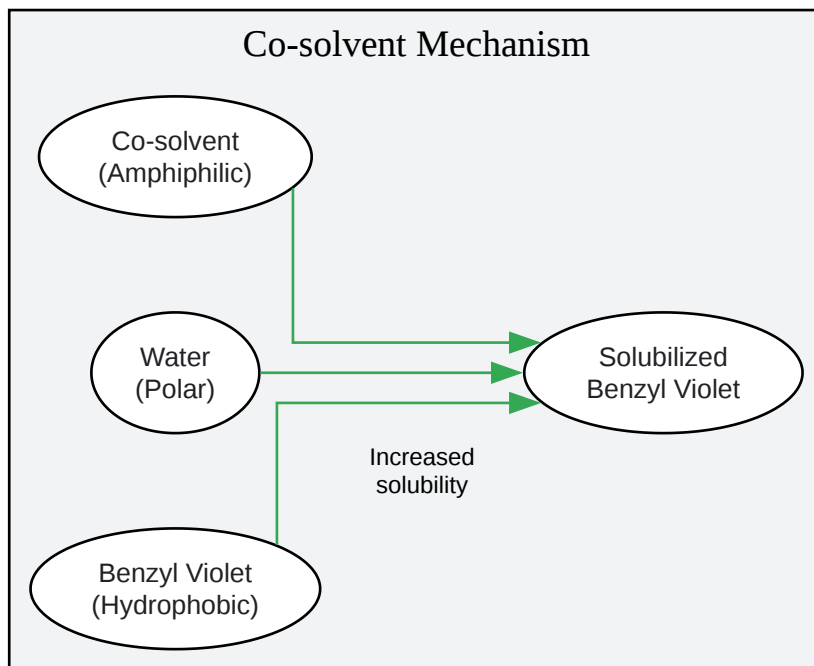 Co-solvent Mechanism
Co-solvent
(Amphiphilic)
Water
(Polar)
Solubilized
Benzyl Violet
Increased
solubility
Benzyl Violet
(Hydrophobic)